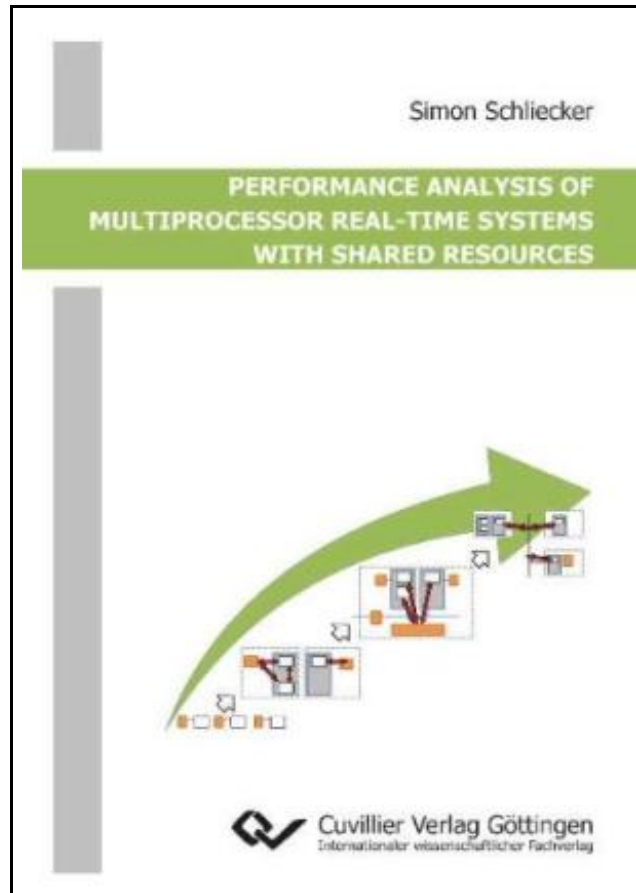 Simon Schliecker
PERFORMANCE ANALYSIS OF
MULTIPROCESSOR REAL-TIME SYSTEMS
WITH SHARED RESOURCES
Cuvillier Verlag Göttingen
Internationaler wissenschaftlicher Fachverlag